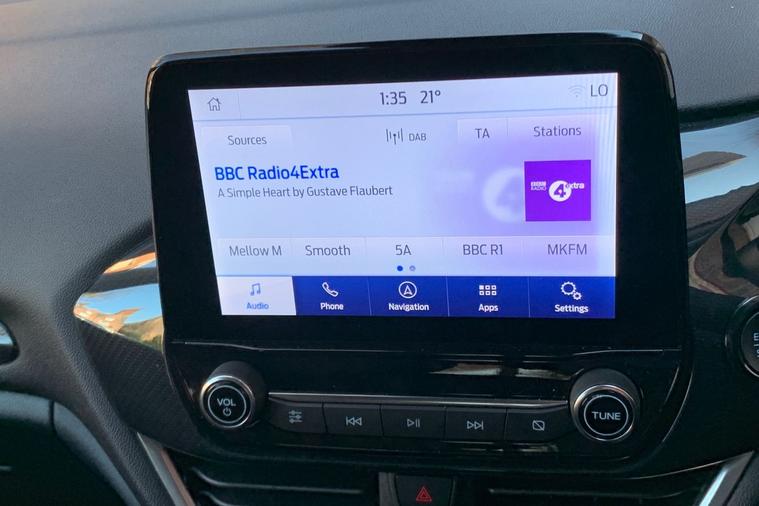 1:35 21° LO
Sources DAB TA Stations
BBC Radio4Extra
A Simple Heart by Gustave Flaubert
BBC RADIO 4 extra
Mellow M Smooth 5A BBC R1 MKFM
Audio Phone Navigation Apps Settings
VOL TUNE